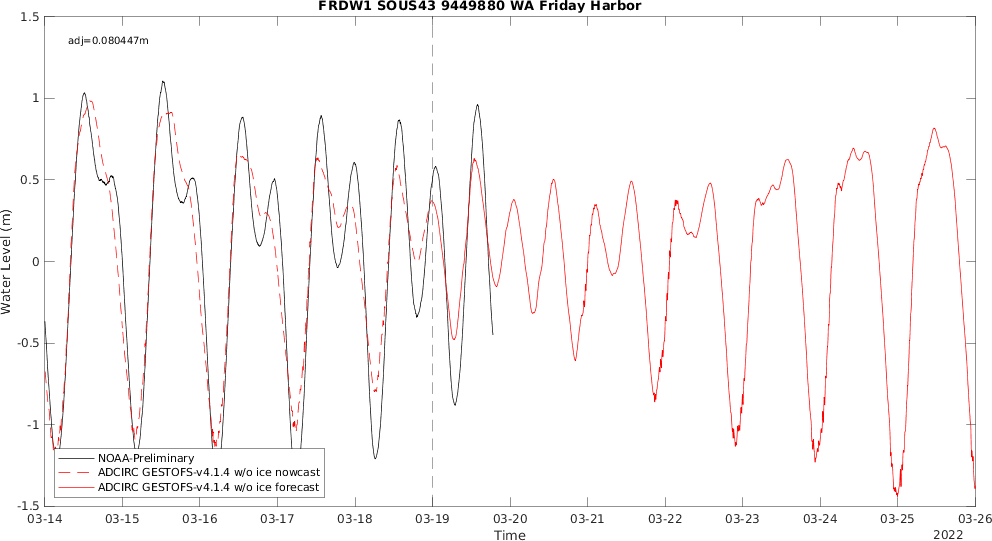 FRDW1 SOUS43 9449880 WA Friday Harbor
adj=0.080447m
1.5
1
0.5
0
-0.5
-1
-1.5
Water Level (m)
NOAA-Preliminary
ADCIRC GESTOFS-v4.1.4 w/o ice nowcast
ADCIRC GESTOFS-v4.1.4 w/o ice forecast
03-14 03-15 03-16 03-17 03-18 03-19 03-20 03-21 03-22 03-23 03-24 03-25 03-26
Time
2022